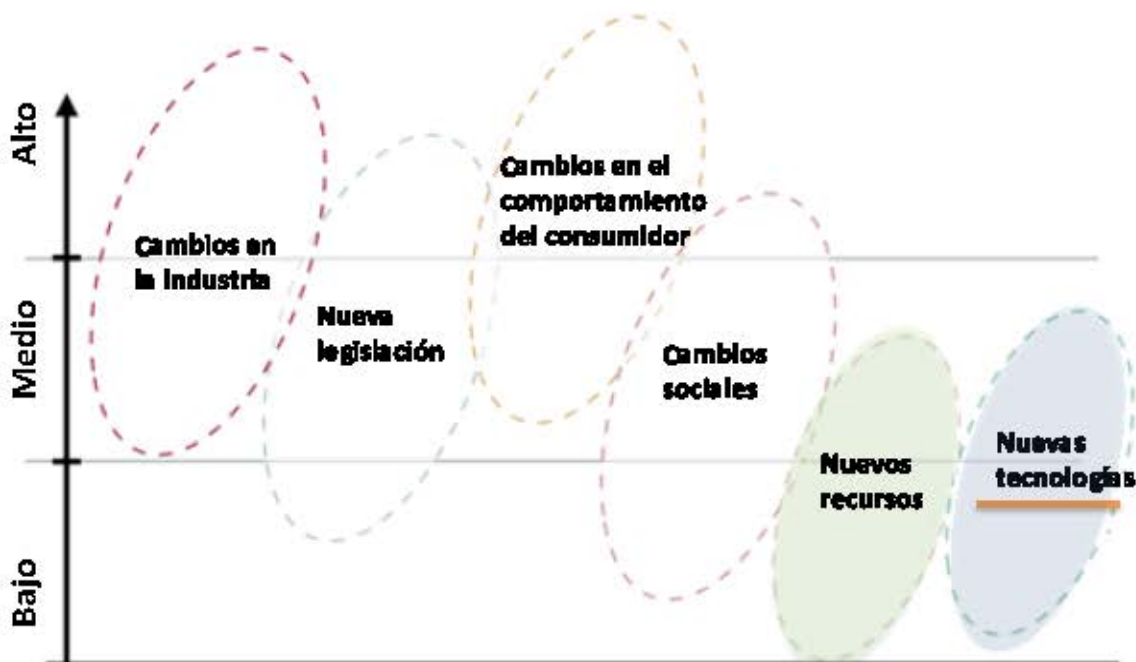 Alto
Medio
Bajo
Cambios en
la industria
Nueva
legislación
Cambios en el
comportamiento
del consumidor
Cambios
sociales
Nuevos
recursos
Nuevas
tecnologías